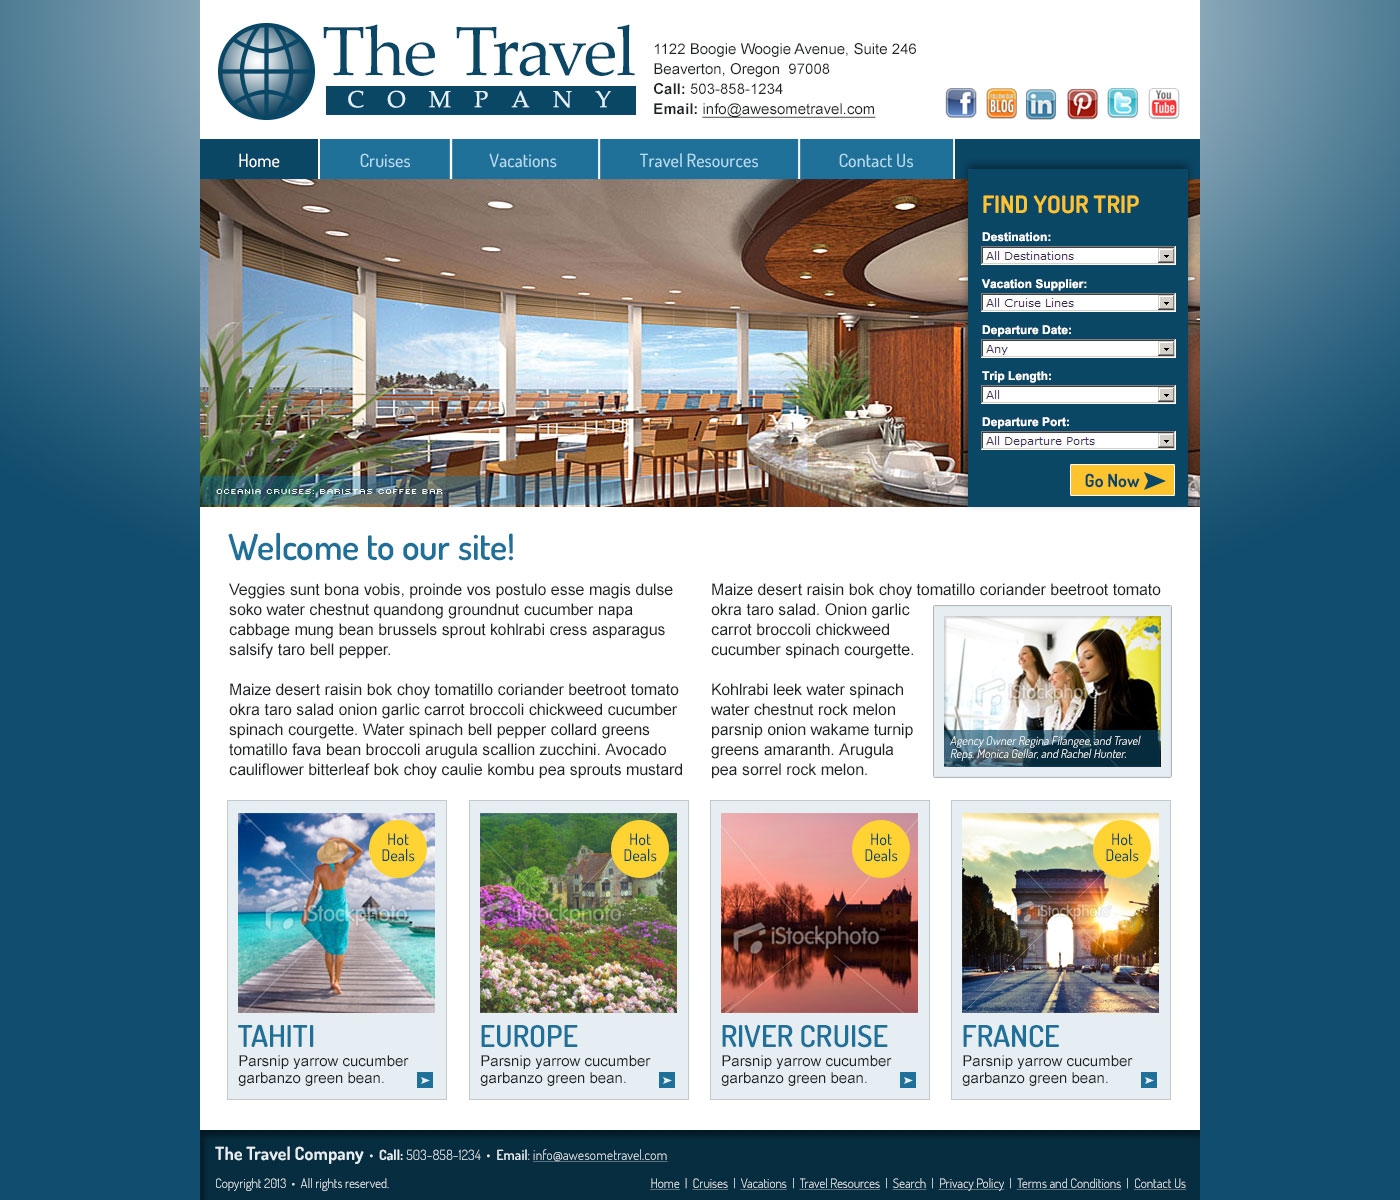 The Travel
COMPANY
1122 Boogie Woogie Avenue, Suite 246
Beaverton, Oregon 97008
Call: 503-858-1234
Email: info@awesometravel.com
FOLLOW OUR
BLOG
You
Tube
Home
Cruises
Vacations
Travel Resources
Contact Us
FIND YOUR TRIP
Destination:
All Destinations
Vacation Supplier:
All Cruise Lines
Departure Date:
Any
Trip Length:
All
Departure Port:
All Departure Ports
Go Now
OCEANIA CRUISES: BARISTAS COFFEE BAR
Welcome to our site!
Veggies sunt bona vobis, proinde vos postulo esse magis dulse
soko water chestnut quandong groundnut cucumber napa
cabbage mung bean brussels sprout kohlrabi cress asparagus
salsify taro bell pepper.
Maize desert raisin bok choy tomatillo coriander beetroot tomato
okra taro salad onion garlic carrot broccoli chickweed cucumber
spinach courgette. Water spinach bell pepper collard greens
tomatillo fava bean broccoli arugula scallion zucchini. Avocado
cauliflower bitterleaf bok choy caulie kombu pea sprouts mustard
Maize desert raisin bok choy tomatillo coriander beetroot tomato
okra taro salad. Onion garlic
carrot broccoli chickweed
cucumber spinach courgette.
Kohlrabi leek water spinach
water chestnut rock melon
parsnip onion wakame turnip
greens amaranth. Arugula
pea sorrel rock melon.
iStockphoto
Agency Owner Regina Filangee, and Travel
Reps. Monica Gellar, and Rachel Hunter.
Hot
Deals
iStockphoto
TAHITI
Parsnip yarrow cucumber
garbanzo green bean.
Hot
Deals
iStockphoto
EUROPE
Parsnip yarrow cucumber
garbanzo green bean.
Hot
Deals
iStockphoto
RIVER CRUISE
Parsnip yarrow cucumber
garbanzo green bean.
Hot
Deals
iStockphoto
FRANCE
Parsnip yarrow cucumber
garbanzo green bean.
The Travel Company • Call: 503-858-1234 • Email: info@awesometravel.com
Copyright 2013 • All rights reserved.
Home | Cruises | Vacations | Travel Resources | Search | Privacy Policy | Terms and Conditions | Contact Us